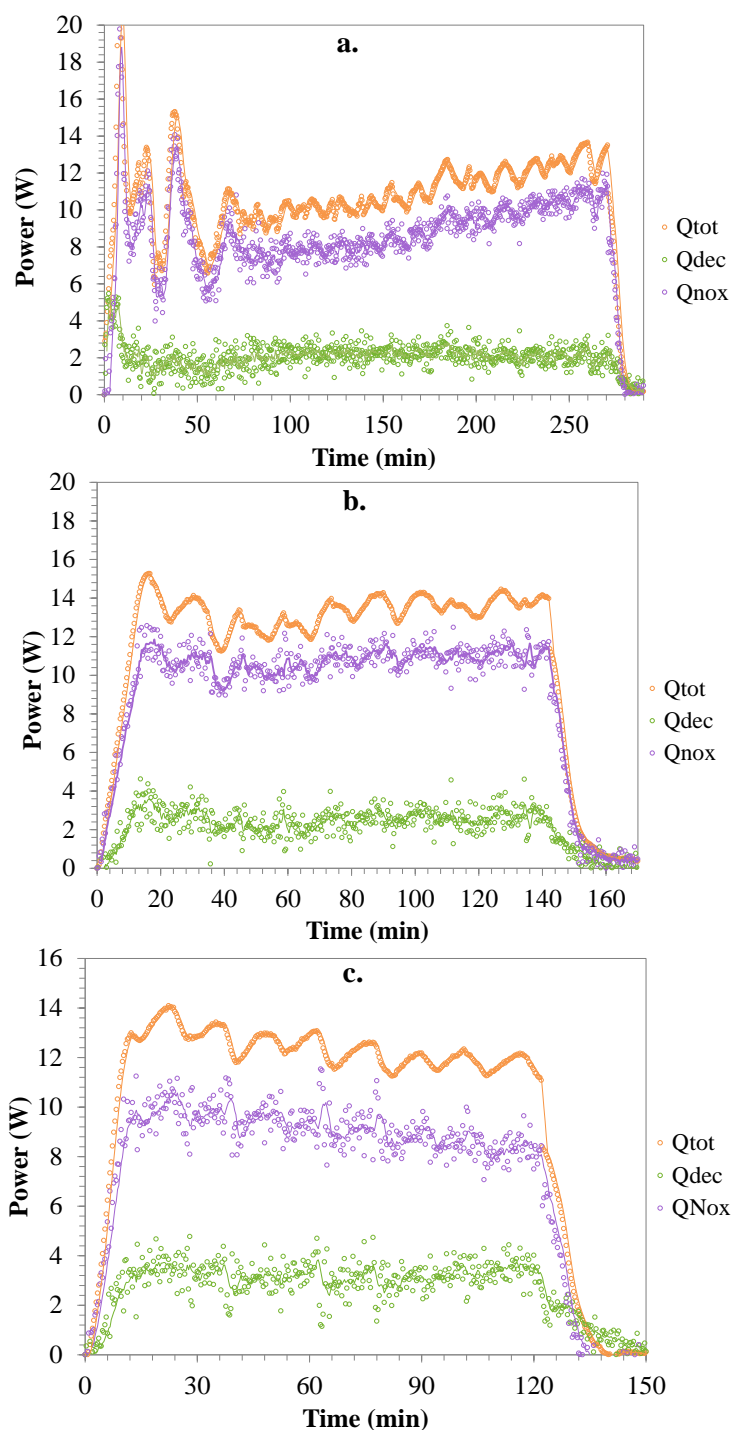 a.
20
18
16
14
12
10
8
6
4
2
0
Power (W)
0 50 100 150 200 250
Time (min)
Qtot
Qdec
Qnox
b.
20
18
16
14
12
10
8
6
4
2
0
Power (W)
0 20 40 60 80 100 120 140 160
Time (min)
Qtot
Qdec
Qnox
c.
16
14
12
10
8
6
4
2
0
Power (W)
0 30 60 90 120 150
Time (min)
Qtot
Qdec
QNox